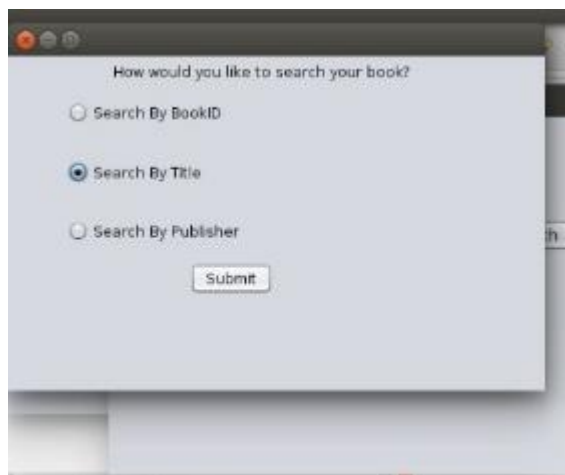 How would you like to search your book?
Search By BookID
Search By Title
Search By Publisher
Submit